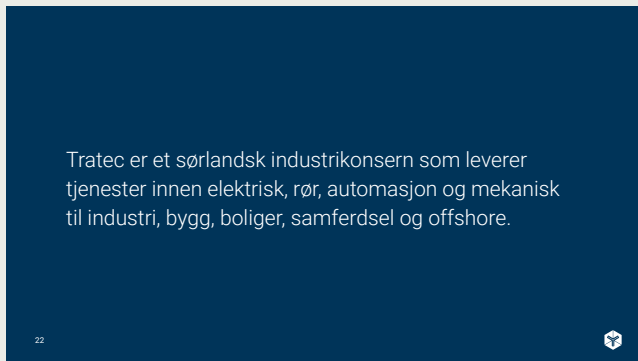 Tratec er et sørlandsk industrikonsern som leverer
tjenester innen elektrisk, rør, automasjon og mekanisk
til industri, bygg, boliger, samferdsel og offshore.
22